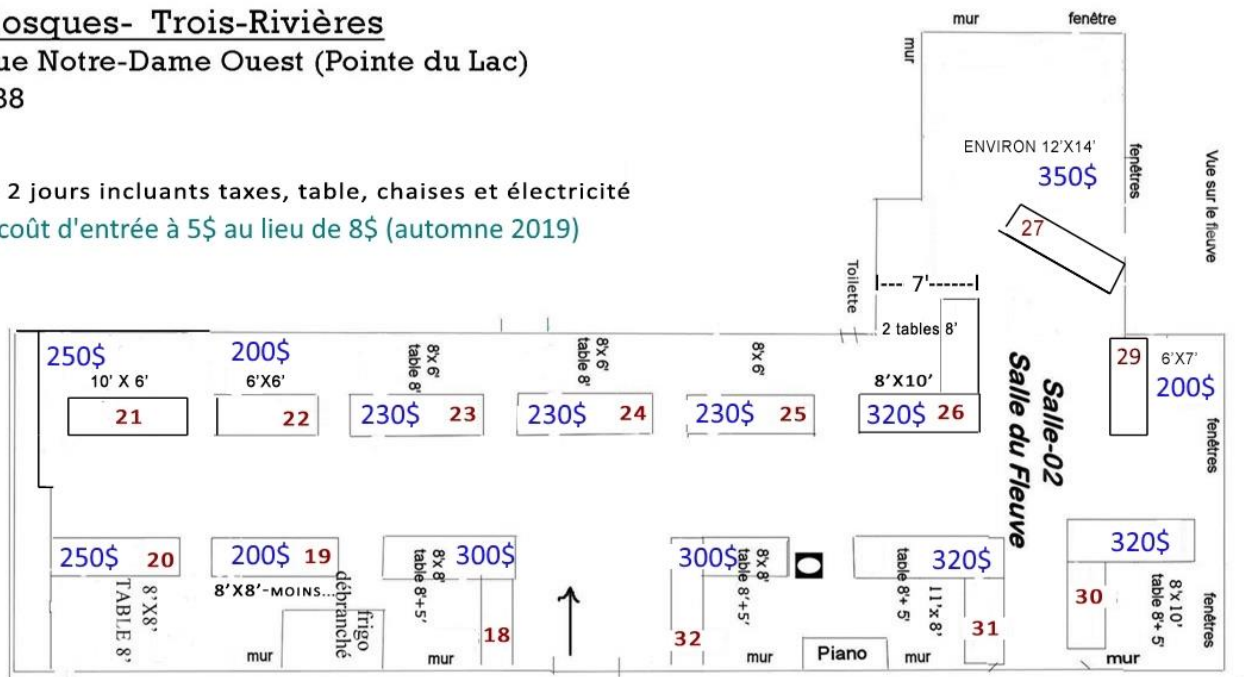 osques- Trois-Rivières
ue Notre-Dame Ouest (Pointe du Lac)
38
2 jours incluants taxes, table, chaises et électricité
coût d'entrée à 5$ au lieu de 8$ (automne 2019)
mur
fenêtre
mur
ENVIRON 12'X14'
350$
fenêtres
Vue sur le fleuve
27
Toilette
7'
2 tables 8'
250$
10' X 6'
21
200$
6'X6'
22
8'x 6'
table 8'
230$ 23
8'x 6'
table 8'
230$ 24
8'x 6'
230$ 25
8'X10'
320$ 26
Salle-02
Salle du Fleuve
29
6'X7'
200$
fenêtres
250$ 20
8'X8'
TABLE 8'
200$ 19
8'X8'-MOINS...
débranché
frigo
mur
8'x 8'
table 8'+5'
300$
18
mur
300$
8'x 8'
table 8'+5'
32
mur
Piano
320$
table 8'+ 5'
11'x 8'
31
mur
320$
30
8'x 10'
table 8'+ 5'
fenêtres
mur